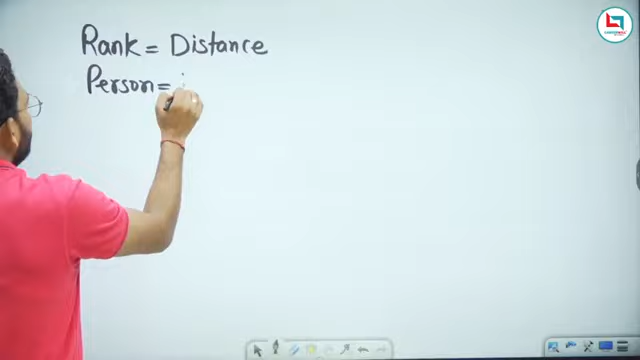 Rank = Distance
Person =